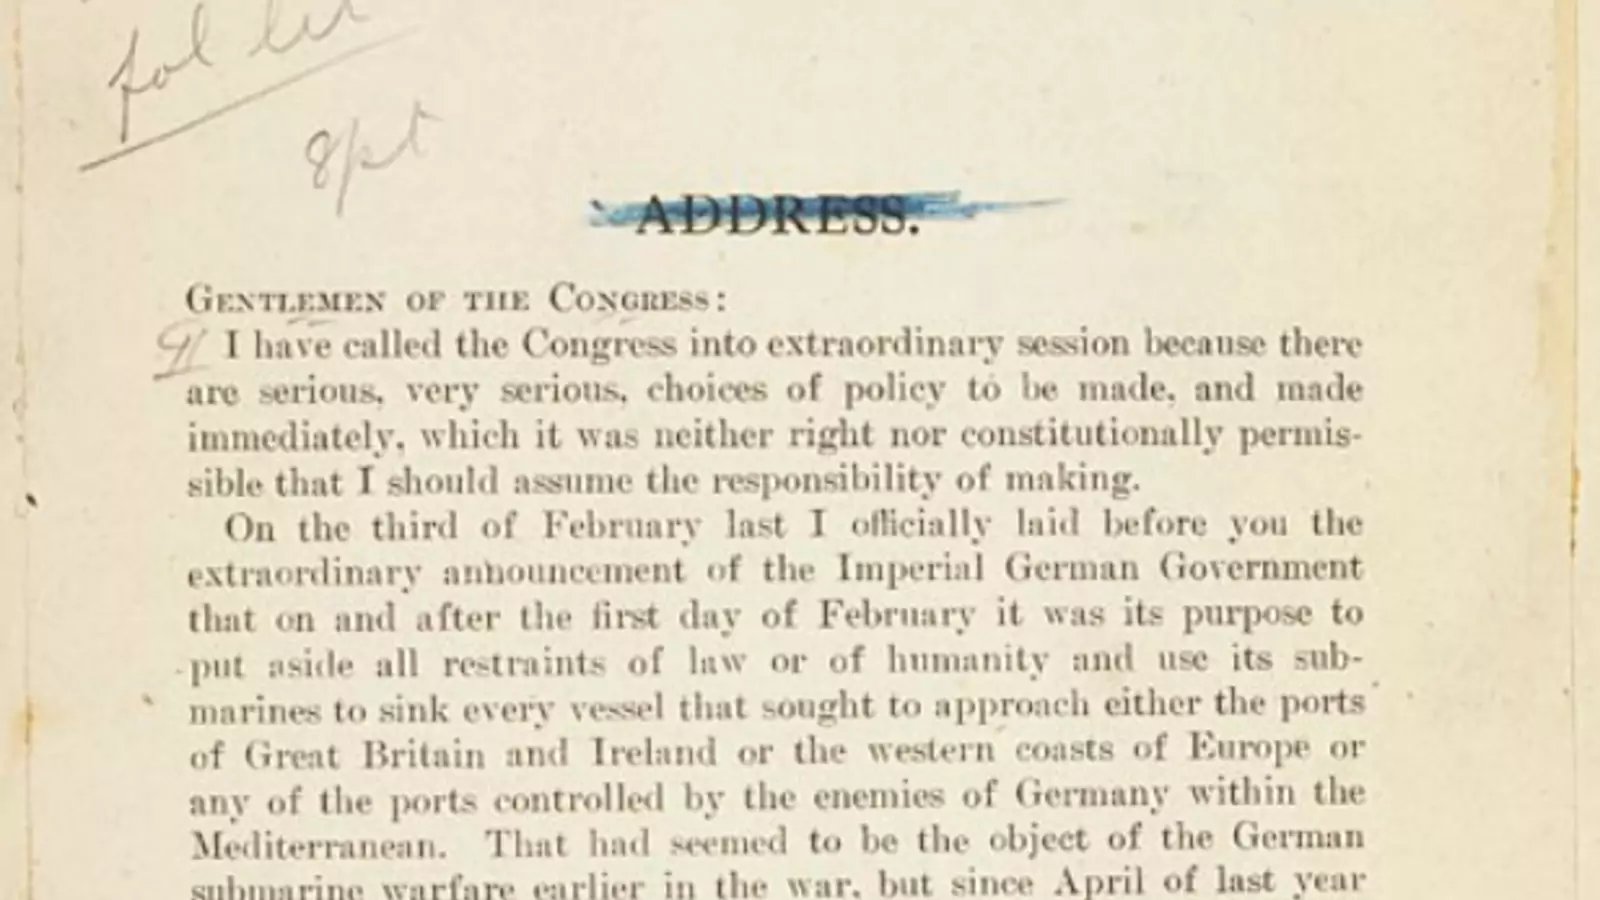 fol lit
8pt
ADDRESS.
GENTLEMEN OF THE CONGRESS:
¶ I have called the Congress into extraordinary session because there
are serious, very serious, choices of policy to be made, and made
immediately, which it was neither right nor constitutionally permis-
sible that I should assume the responsibility of making.
On the third of February last I officially laid before you the
extraordinary announcement of the Imperial German Government
that on and after the first day of February it was its purpose to
put aside all restraints of law or of humanity and use its sub-
marines to sink every vessel that sought to approach either the ports
of Great Britain and Ireland or the western coasts of Europe or
any of the ports controlled by the enemies of Germany within the
Mediterranean. That had seemed to be the object of the German
submarine warfare earlier in the war, but since April of last year